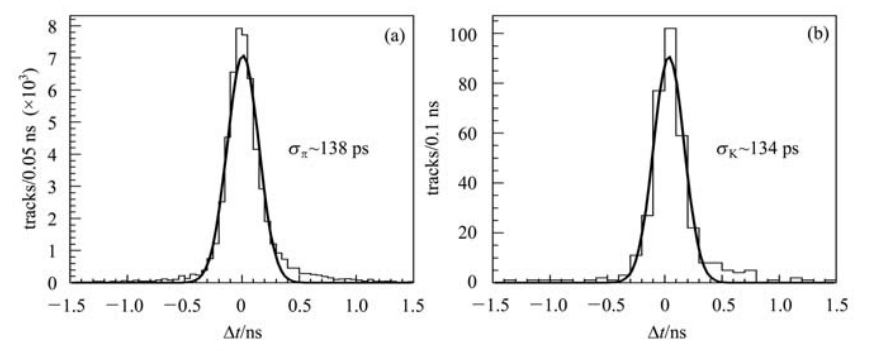 (a)
tracks/0.05 ns (×10³)
8
7
6
5
4
3
2
1
0
σπ~138 ps
−1.5 −1.0 −0.5 0 0.5 1.0 1.5
Δt/ns
(b)
tracks/0.1 ns
100
80
60
40
20
0
σK~134 ps
−1.5 −1.0 −0.5 0 0.5 1.0 1.5
Δt/ns